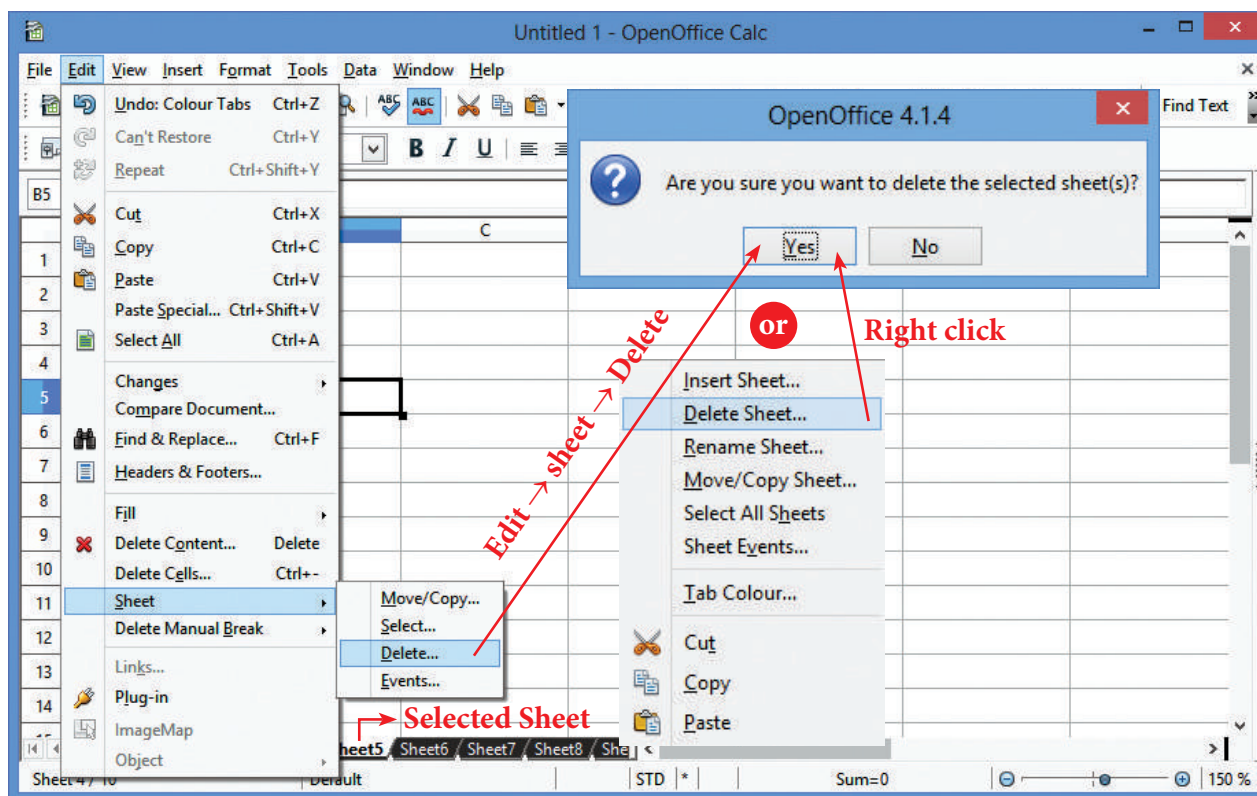 Untitled 1 - OpenOffice Calc
File Edit View Insert Format Tools Data Window Help
Undo: Colour Tabs Ctrl+Z
Can't Restore Ctrl+Y
Repeat Ctrl+Shift+Y
Cut Ctrl+X
Copy Ctrl+C
Paste Ctrl+V
Paste Special... Ctrl+Shift+V
Select All Ctrl+A
Changes
Compare Document...
Find & Replace... Ctrl+F
Headers & Footers...
Fill
Delete Content... Delete
Delete Cells... Ctrl+-
Sheet
Delete Manual Break
Links...
Plug-in
ImageMap
Object
Move/Copy...
Select...
Delete...
Events...
ABC ABC
B I U
Find Text
B5
C
1
2
3
4
5
6
7
8
9
10
11
12
13
14
OpenOffice 4.1.4
Are you sure you want to delete the selected sheet(s)?
Yes No
or
Right click
Edit → sheet → Delete
Insert Sheet...
Delete Sheet...
Rename Sheet...
Move/Copy Sheet...
Select All Sheets
Sheet Events...
Tab Colour...
Cut
Copy
Paste
Selected Sheet
heet5 Sheet6 Sheet7 Sheet8 She
Sheet 4 / 10 Default STD * Sum=0 150 %